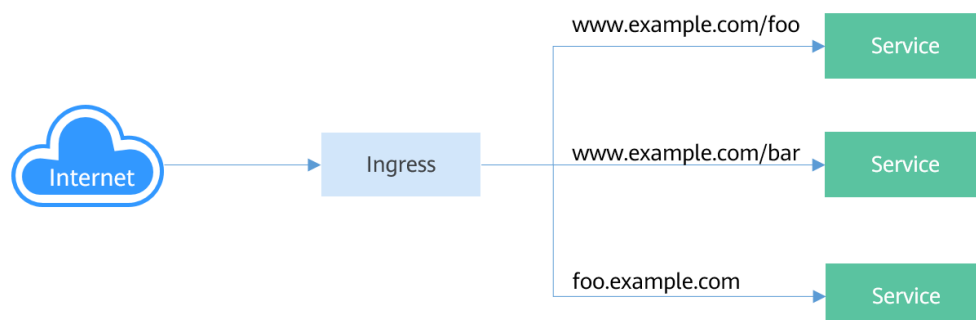 www.example.com/foo
Service
Internet
Ingress
www.example.com/bar
Service
foo.example.com
Service